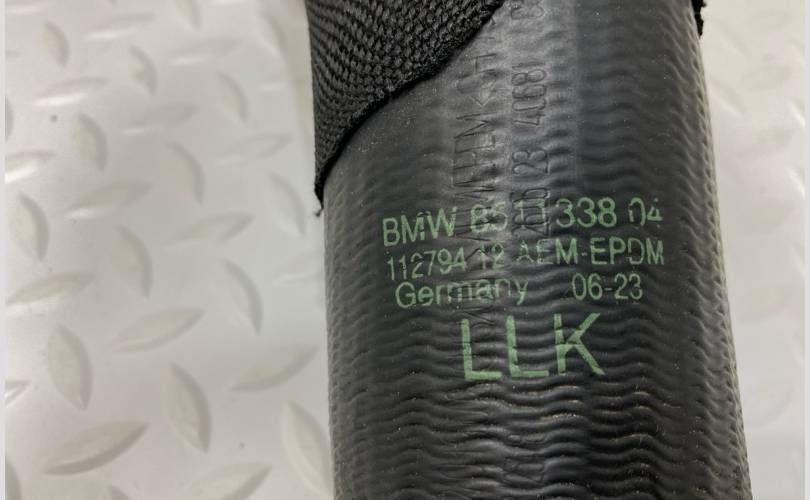 BMW 8511338 04
112794 12 AEM-EPDM
Germany 06-23
LLK